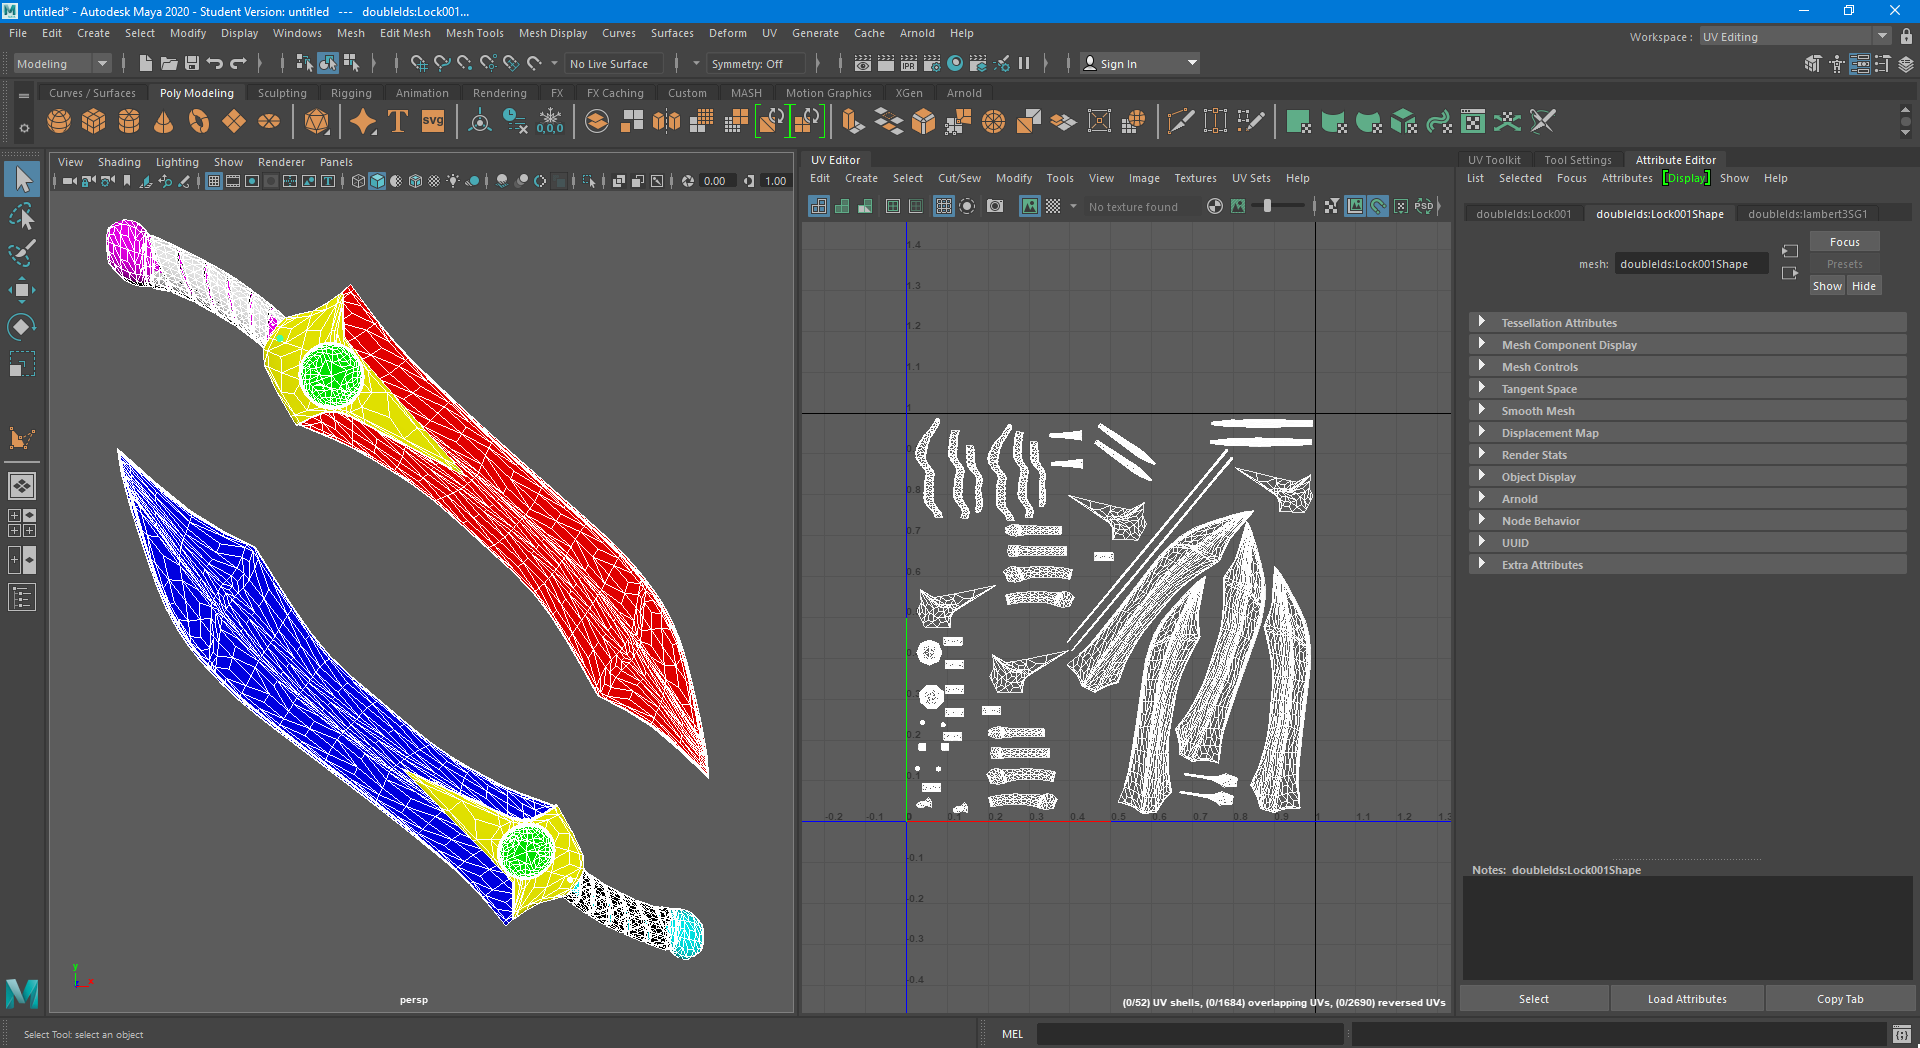 untitled* - Autodesk Maya 2020 - Student Version: untitled   ---   doubleIds:Lock001...
File Edit Create Select Modify Display Windows Mesh Edit Mesh Mesh Tools Mesh Display Curves Surfaces Deform UV Generate Cache Arnold Help
Workspace : UV Editing
Modeling No Live Surface Symmetry: Off IPR Sign In
Curves / Surfaces Poly Modeling Sculpting Rigging Animation Rendering FX FX Caching Custom MASH Motion Graphics XGen Arnold
T SVG 0,0,0
View Shading Lighting Show Renderer Panels
0.00 1.00
UV Editor
Edit Create Select Cut/Sew Modify Tools View Image Textures UV Sets Help
No texture found PSD
1.4
1.3
1.2
1.1
1
0.8
0.7
0.6
0.2
0.1
-0.2 -0.1 0 0.1 0.2 0.3 0.4 0.5 0.6 0.7 0.8 0.9 1 1.1 1.2 1.3
-0.1
-0.2
-0.3
-0.4
(0/52) UV shells, (0/1684) overlapping UVs, (0/2690) reversed UVs
y
x
persp
UV Toolkit Tool Settings Attribute Editor
List Selected Focus Attributes Display Show Help
doubleIds:Lock001 doubleIds:Lock001Shape doubleIds:lambert3SG1
mesh: doubleIds:Lock001Shape
Focus
Presets
Show Hide
Tessellation Attributes
Mesh Component Display
Mesh Controls
Tangent Space
Smooth Mesh
Displacement Map
Render Stats
Object Display
Arnold
Node Behavior
UUID
Extra Attributes
Notes: doubleIds:Lock001Shape
Select Load Attributes Copy Tab
Select Tool: select an object
MEL